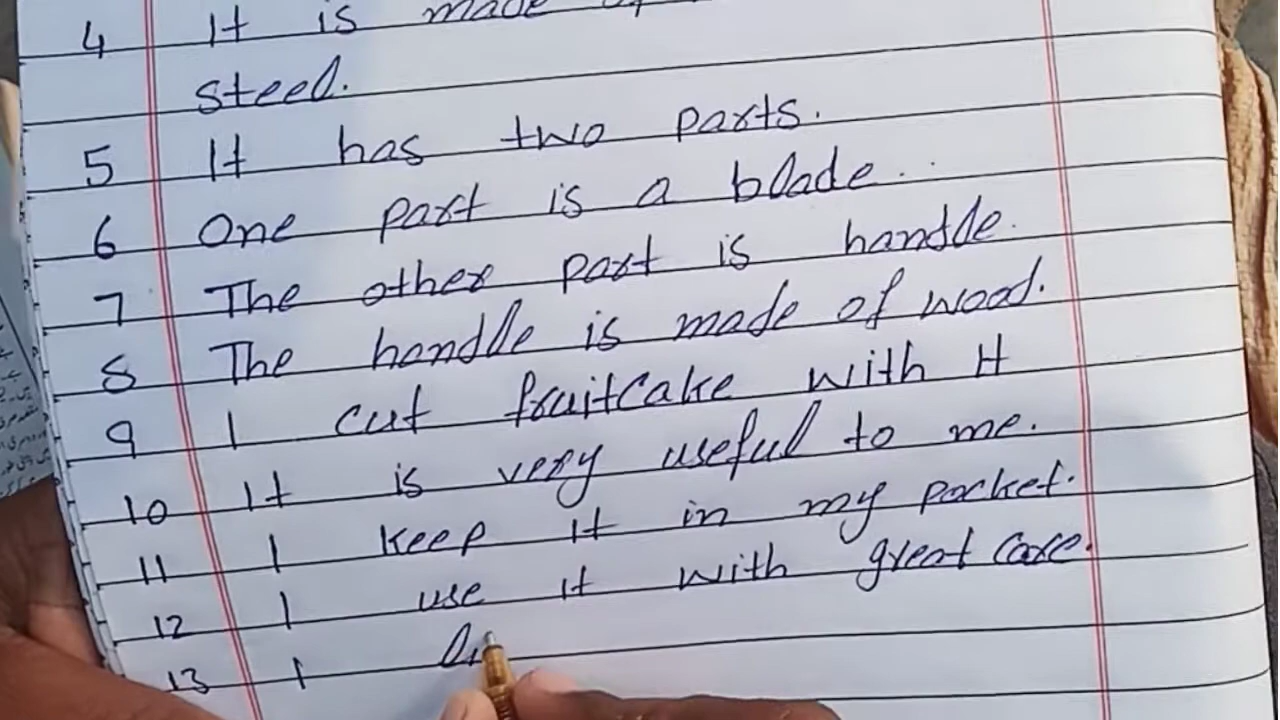 4 It is made of
steel.
5 It has two parts.
6 One part is a blade.
7 The other part is handle.
8 The handle is made of wood.
9 I cut fruitcake with It
10 It is very useful to me.
11 I keep it in my pocket.
12 I use it with great care.
13 I